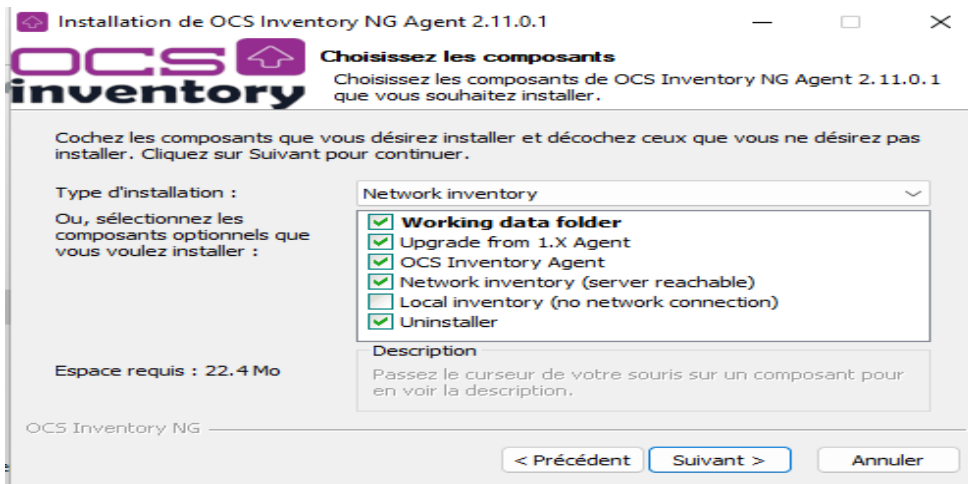 Installation de OCS Inventory NG Agent 2.11.0.1
OCS
inventory
Choisissez les composants
Choisissez les composants de OCS Inventory NG Agent 2.11.0.1
que vous souhaitez installer.
Cochez les composants que vous désirez installer et décochez ceux que vous ne désirez pas
installer. Cliquez sur Suivant pour continuer.
Type d'installation :
Network inventory
Ou, sélectionnez les
composants optionnels que
vous voulez installer :
Working data folder
Upgrade from 1.X Agent
OCS Inventory Agent
Network inventory (server reachable)
Local inventory (no network connection)
Uninstaller
Espace requis : 22.4 Mo
Description
Passez le curseur de votre souris sur un composant pour
en voir la description.
OCS Inventory NG
< Précédent
Suivant >
Annuler